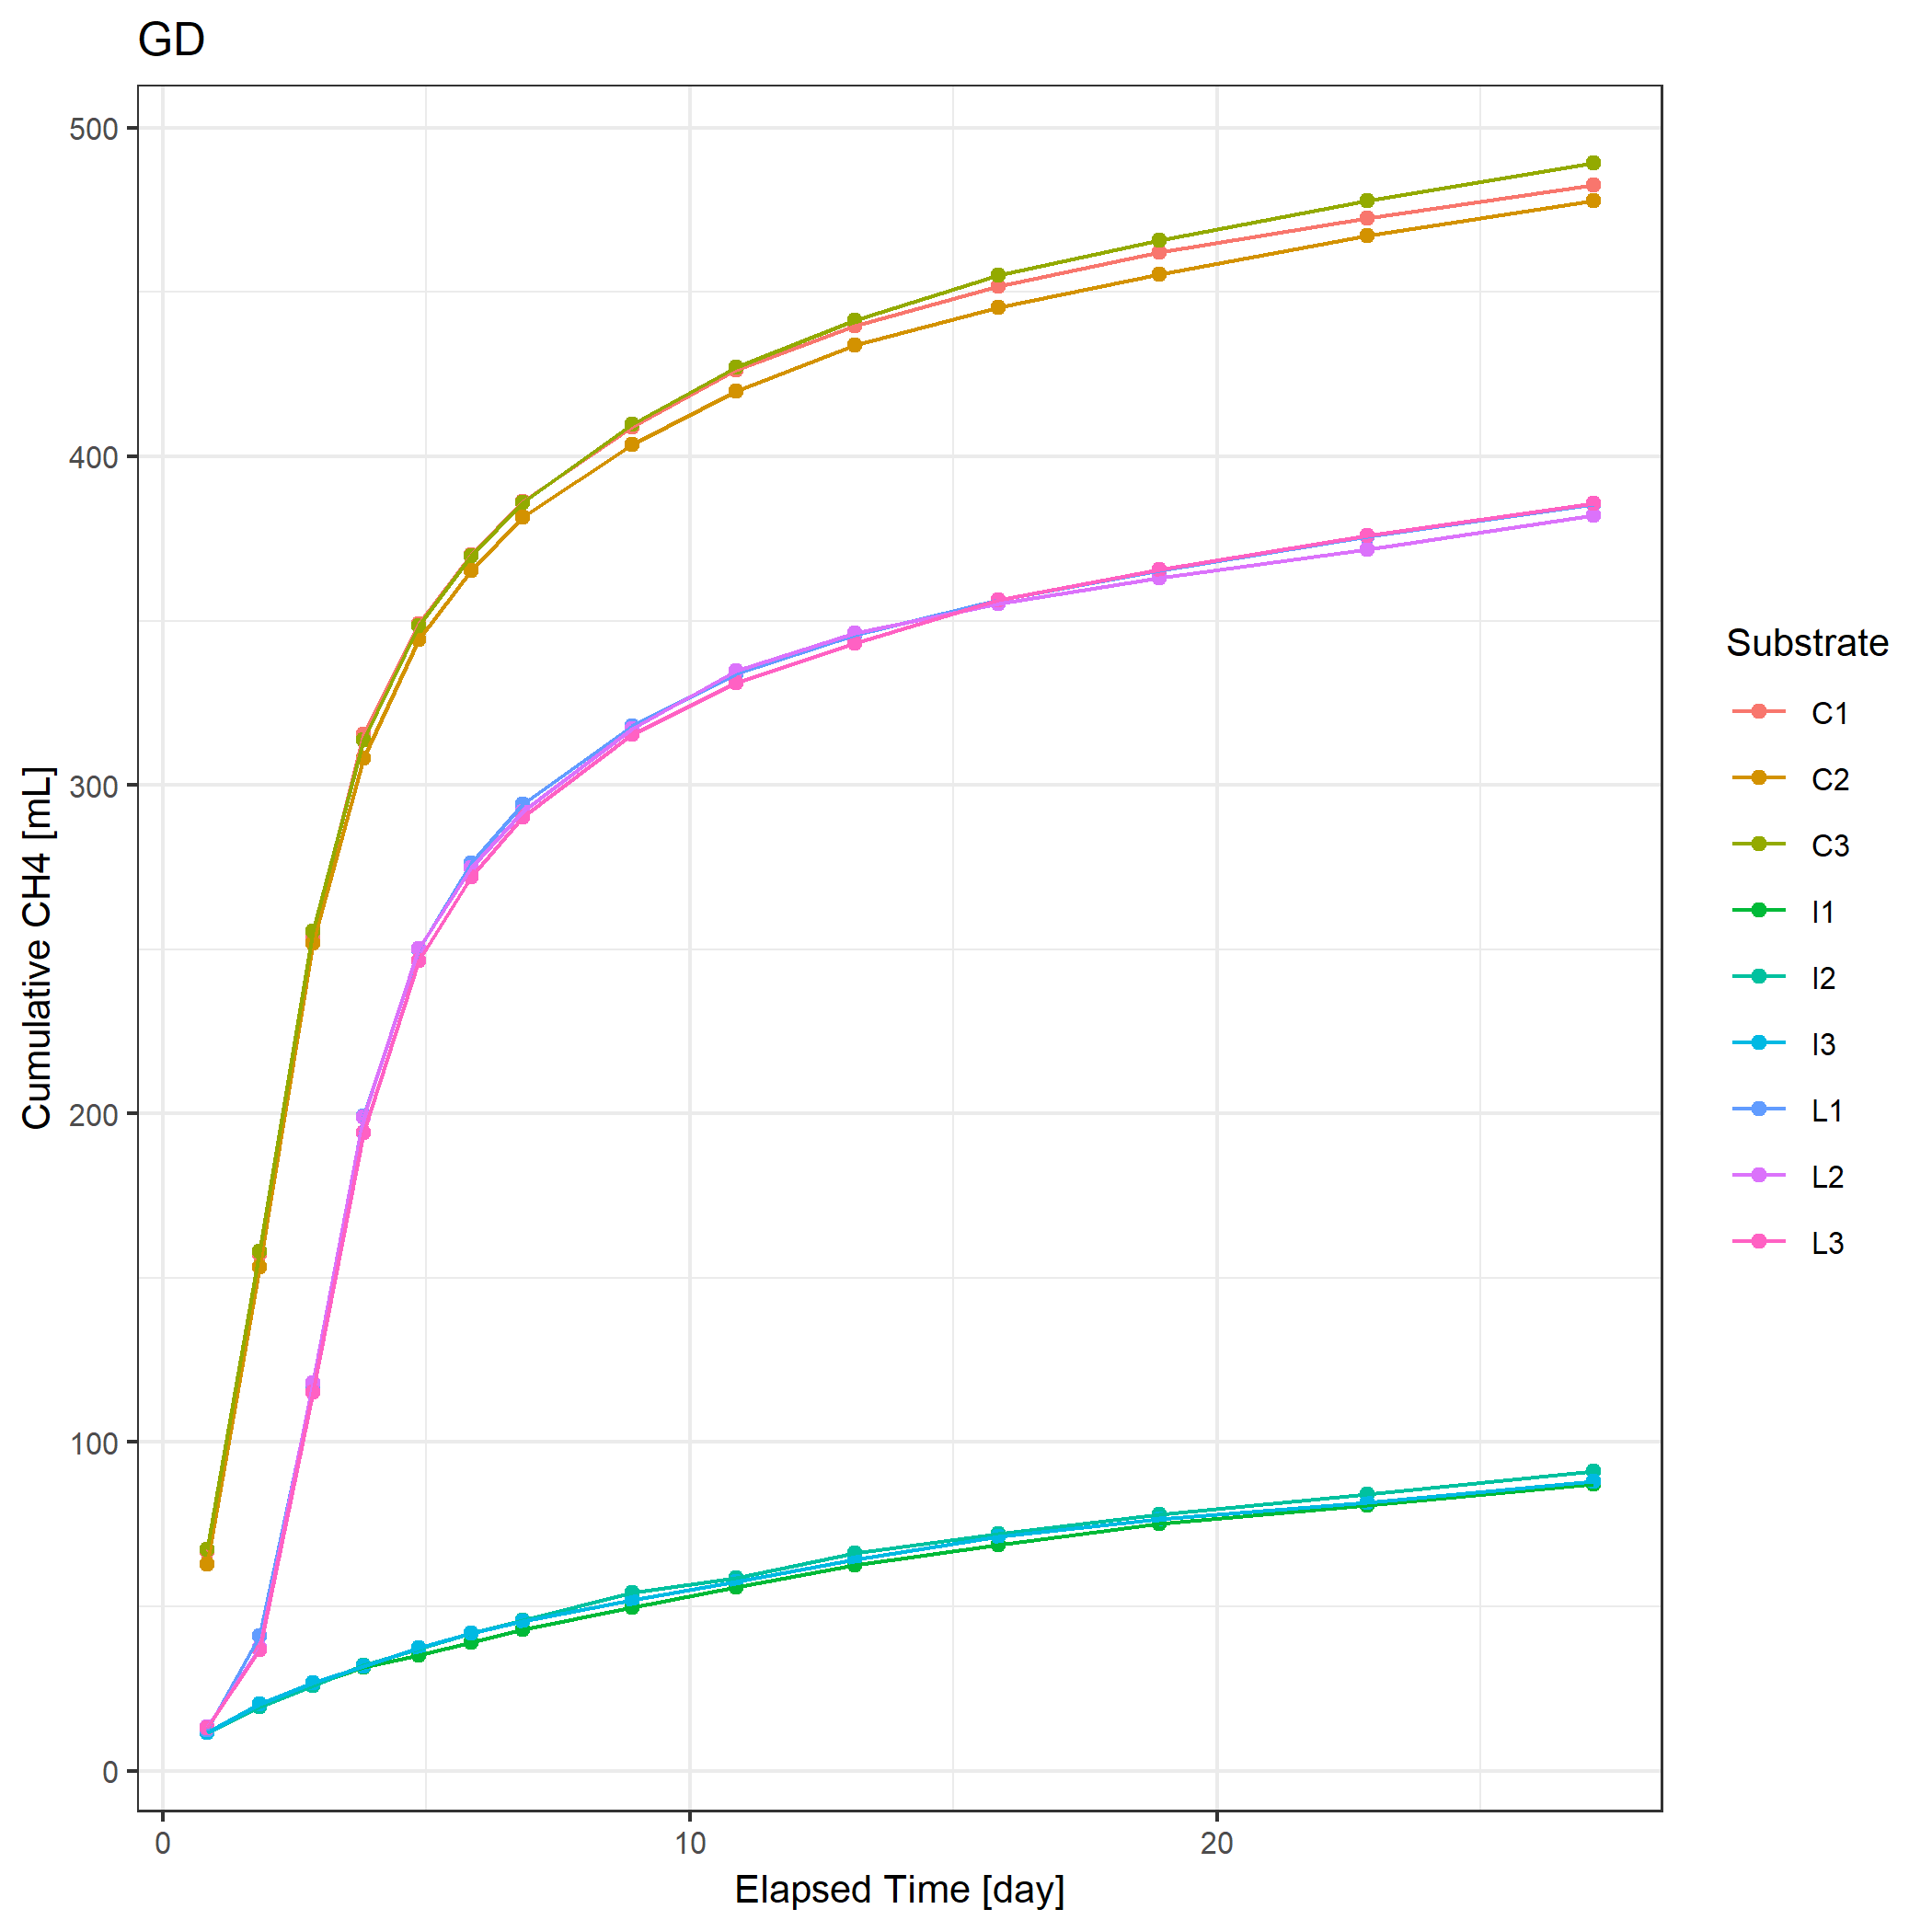 GD
500
400
300
200
100
0
Cumulative CH4 [mL]
0 10 20
Elapsed Time [day]
Substrate
C1
C2
C3
I1
I2
I3
L1
L2
L3